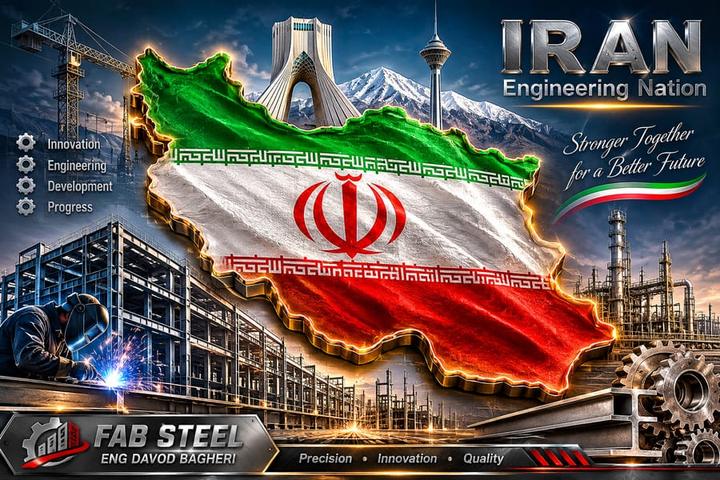 IRAN
Engineering Nation
Stronger Together
for a Better Future
Innovation
Engineering
Development
Progress
FAB STEEL
ENG DAVOD BAGHERI
Precision • Innovation • Quality